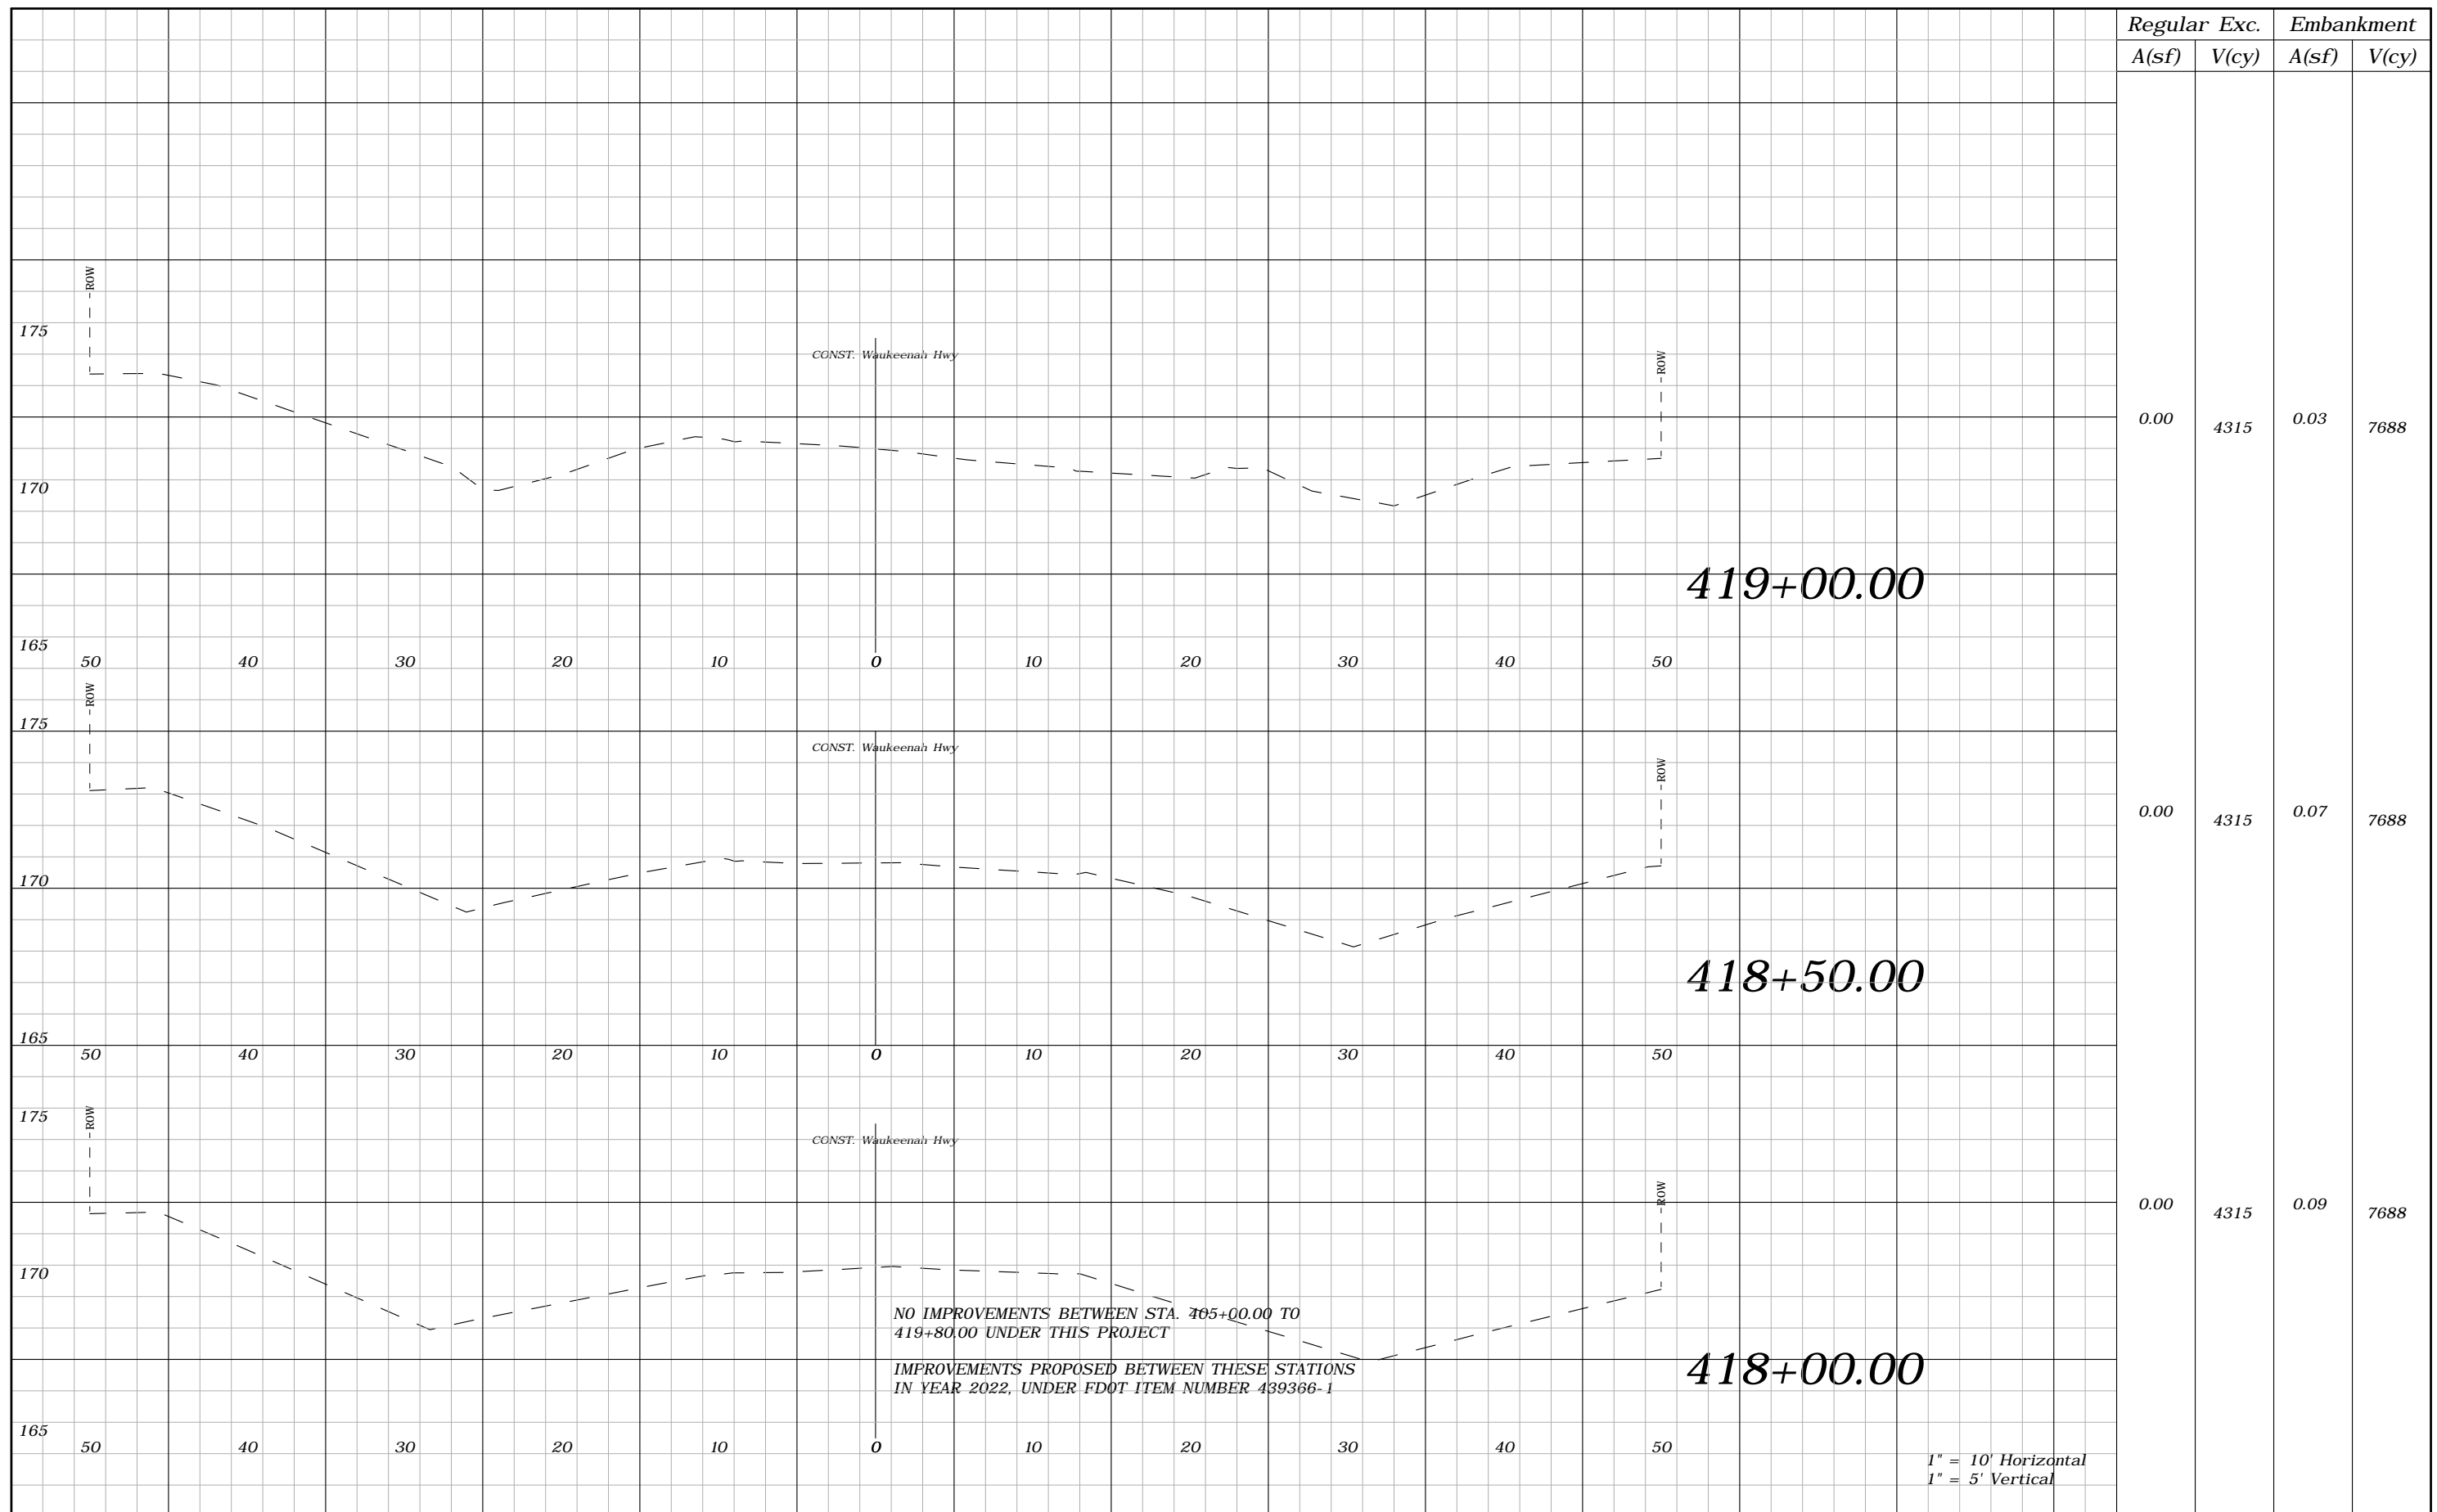 Regular Exc. Embankment
A(sf) V(cy) A(sf) V(cy)
ROW
175
CONST. Waukeenah Hwy
ROW
0.00 4315 0.03 7688
170
419+00.00
165
50 40 30 20 10 0 10 20 30 40 50
ROW
175
CONST. Waukeenah Hwy
ROW
0.00 4315 0.07 7688
170
418+50.00
165
50 40 30 20 10 0 10 20 30 40 50
ROW
175
CONST. Waukeenah Hwy
ROW
0.00 4315 0.09 7688
170
NO IMPROVEMENTS BETWEEN STA. 405+00.00 TO
419+80.00 UNDER THIS PROJECT
IMPROVEMENTS PROPOSED BETWEEN THESE STATIONS
IN YEAR 2022, UNDER FDOT ITEM NUMBER 439366-1
418+00.00
165
50 40 30 20 10 0 10 20 30 40 50
1" = 10' Horizontal
1" = 5' Vertical